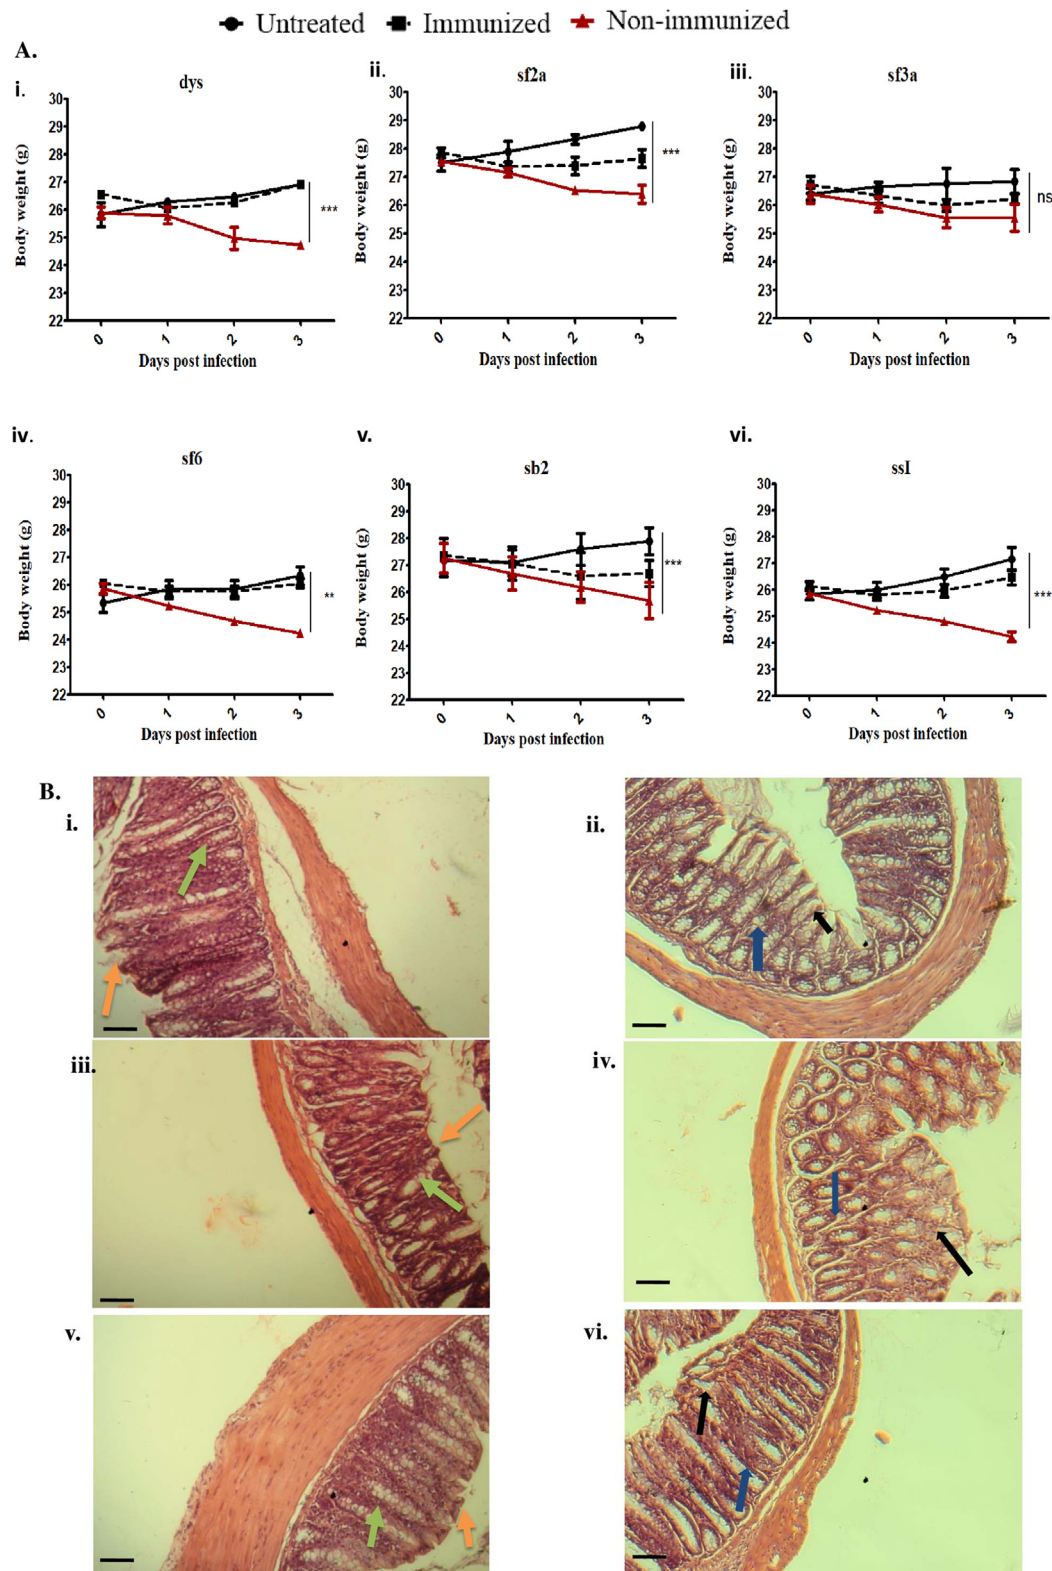 Untreated Immunized Non-immunized
A.
i. dys
Body weight (g)
30
29
28
27
26
25
24
23
22
***
0 1 2 3
Days post infection
ii. sf2a
Body weight (g)
30
29
28
27
26
25
24
23
22
***
0 1 2 3
Days post infection
iii. sf3a
Body weight (g)
30
29
28
27
26
25
24
23
22
ns
0 1 2 3
Days post infection
iv. sf6
Body weight (g)
30
29
28
27
26
25
24
23
22
**
0 1 2 3
Days post infection
v. sb2
Body weight (g)
30
29
28
27
26
25
24
23
22
***
0 1 2 3
Days post infection
vi. ssI
Body weight (g)
30
29
28
27
26
25
24
23
22
***
0 1 2 3
Days post infection
B.
i.
ii.
iii.
iv.
v.
vi.